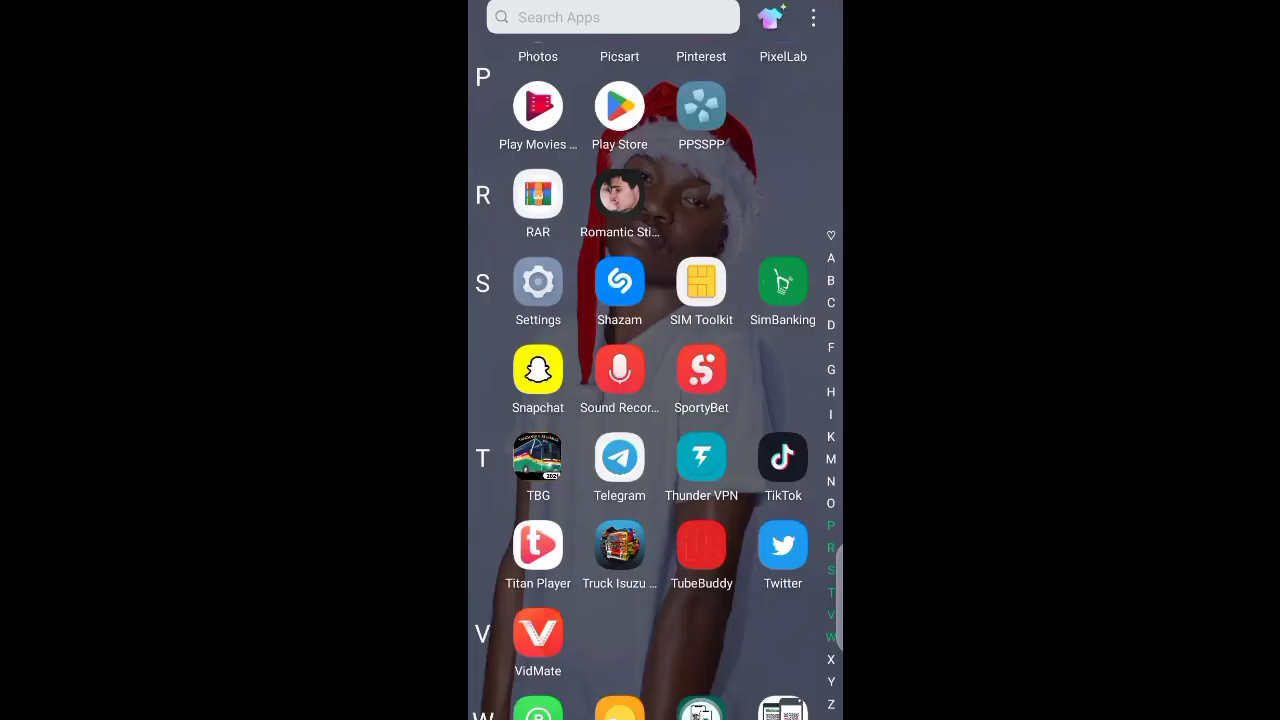 Search Apps
Photos Picsart Pinterest PixelLab
P
Play Movies ... Play Store PPSSPP
R
RAR Romantic Sti...
S
Settings Shazam SIM Toolkit SimBanking
Snapchat Sound Recor... SportyBet
T
TBG Telegram Thunder VPN TikTok
Titan Player Truck Isuzu ... TubeBuddy Twitter
V
VidMate
W
A
B
C
D
F
G
H
I
K
M
N
O
P
R
S
T
V
W
X
Y
Z